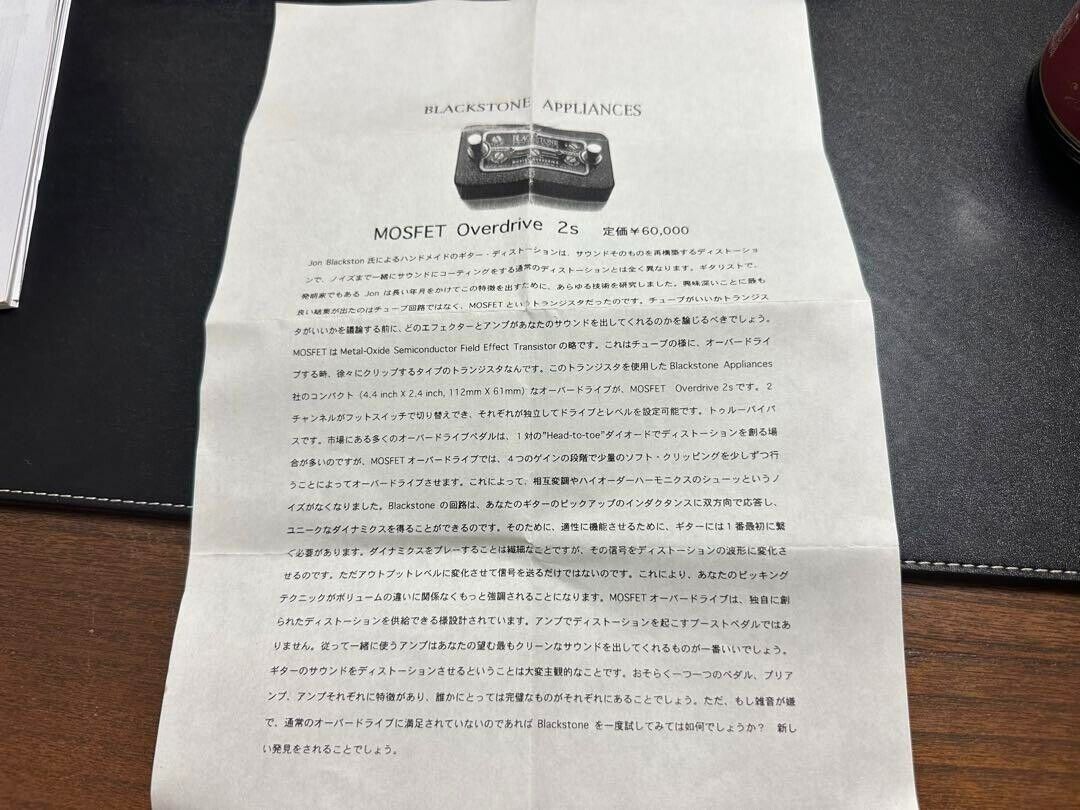 BLACKSTONE APPLIANCES
BLACKSTONE
MOSFET Overdrive 2s 定価￥60,000
Jon Blackston 氏によるハンドメイドのギター・ディストーションは、サウンドそのものを再構築するディストーショ
ンで、ノイズまで一緒にサウンドにコーティングをする通常のディストーションとは全く異なります。ギタリストで、
発明家でもある Jon は長い年月をかけてこの特徴を出すために、あらゆる技術を研究しました。興味深いことに最も
良い結果が出たのはチューブ回路ではなく、MOSFET というトランジスタだったのです。チューブがいいかトランジス
タがいいかを議論する前に、どのエフェクターとアンプがあなたのサウンドを出してくれるのかを論じるべきでしょう。
MOSFET は Metal-Oxide Semiconductor Field Effect Transistor の略です。これはチューブの様に、オーバードライ
ブする時、徐々にクリップするタイプのトランジスタなんです。このトランジスタを使用した Blackstone Appliances
社のコンパクト（4.4 inch X 2.4 inch, 112mm X 61mm）なオーバードライブが、MOSFET Overdrive 2s です。２
チャンネルがフットスイッチで切り替えでき、それぞれが独立してドライブとレベルを設定可能です。トゥルーバイパ
スです。市場にある多くのオーバードライブペダルは、１対の"Head-to-toe"ダイオードでディストーションを創る場
合が多いのですが、MOSFET オーバードライブでは、４つのゲインの段階で少量のソフト・クリッピングを少しずつ行
うことによってオーバードライブさせます。これによって、相互変調やハイオーダーハーモニクスのシューッというノ
イズがなくなりました。Blackstone の回路は、あなたのギターのピックアップのインダクタンスに双方向で応答し、
ユニークなダイナミクスを得ることができるのです。そのために、適性に機能させるために、ギターには１番最初に繋
ぐ必要があります。ダイナミクスをプレーすることは繊細なことですが、その信号をディストーションの波形に変化さ
せるのです。ただアウトプットレベルに変化させて信号を送るだけではないのです。これにより、あなたのピッキング
テクニックがボリュームの違いに関係なくもっと強調されることになります。MOSFET オーバードライブは、独自に創
られたディストーションを供給できる様設計されています。アンプでディストーションを起こすブーストペダルではあ
りません。従って一緒に使うアンプはあなたの望む最もクリーンなサウンドを出してくれるものが一番いいでしょう。
ギターのサウンドをディストーションさせるということは大変主観的なことです。おそらく一つ一つのペダル、プリア
ンプ、アンプそれぞれに特徴があり、誰かにとっては完璧なものがそれぞれにあることでしょう。ただ、もし雑音が嫌
で、通常のオーバードライブに満足されていないのであれば Blackstone を一度試してみては如何でしょうか？ 新し
い発見をされることでしょう。